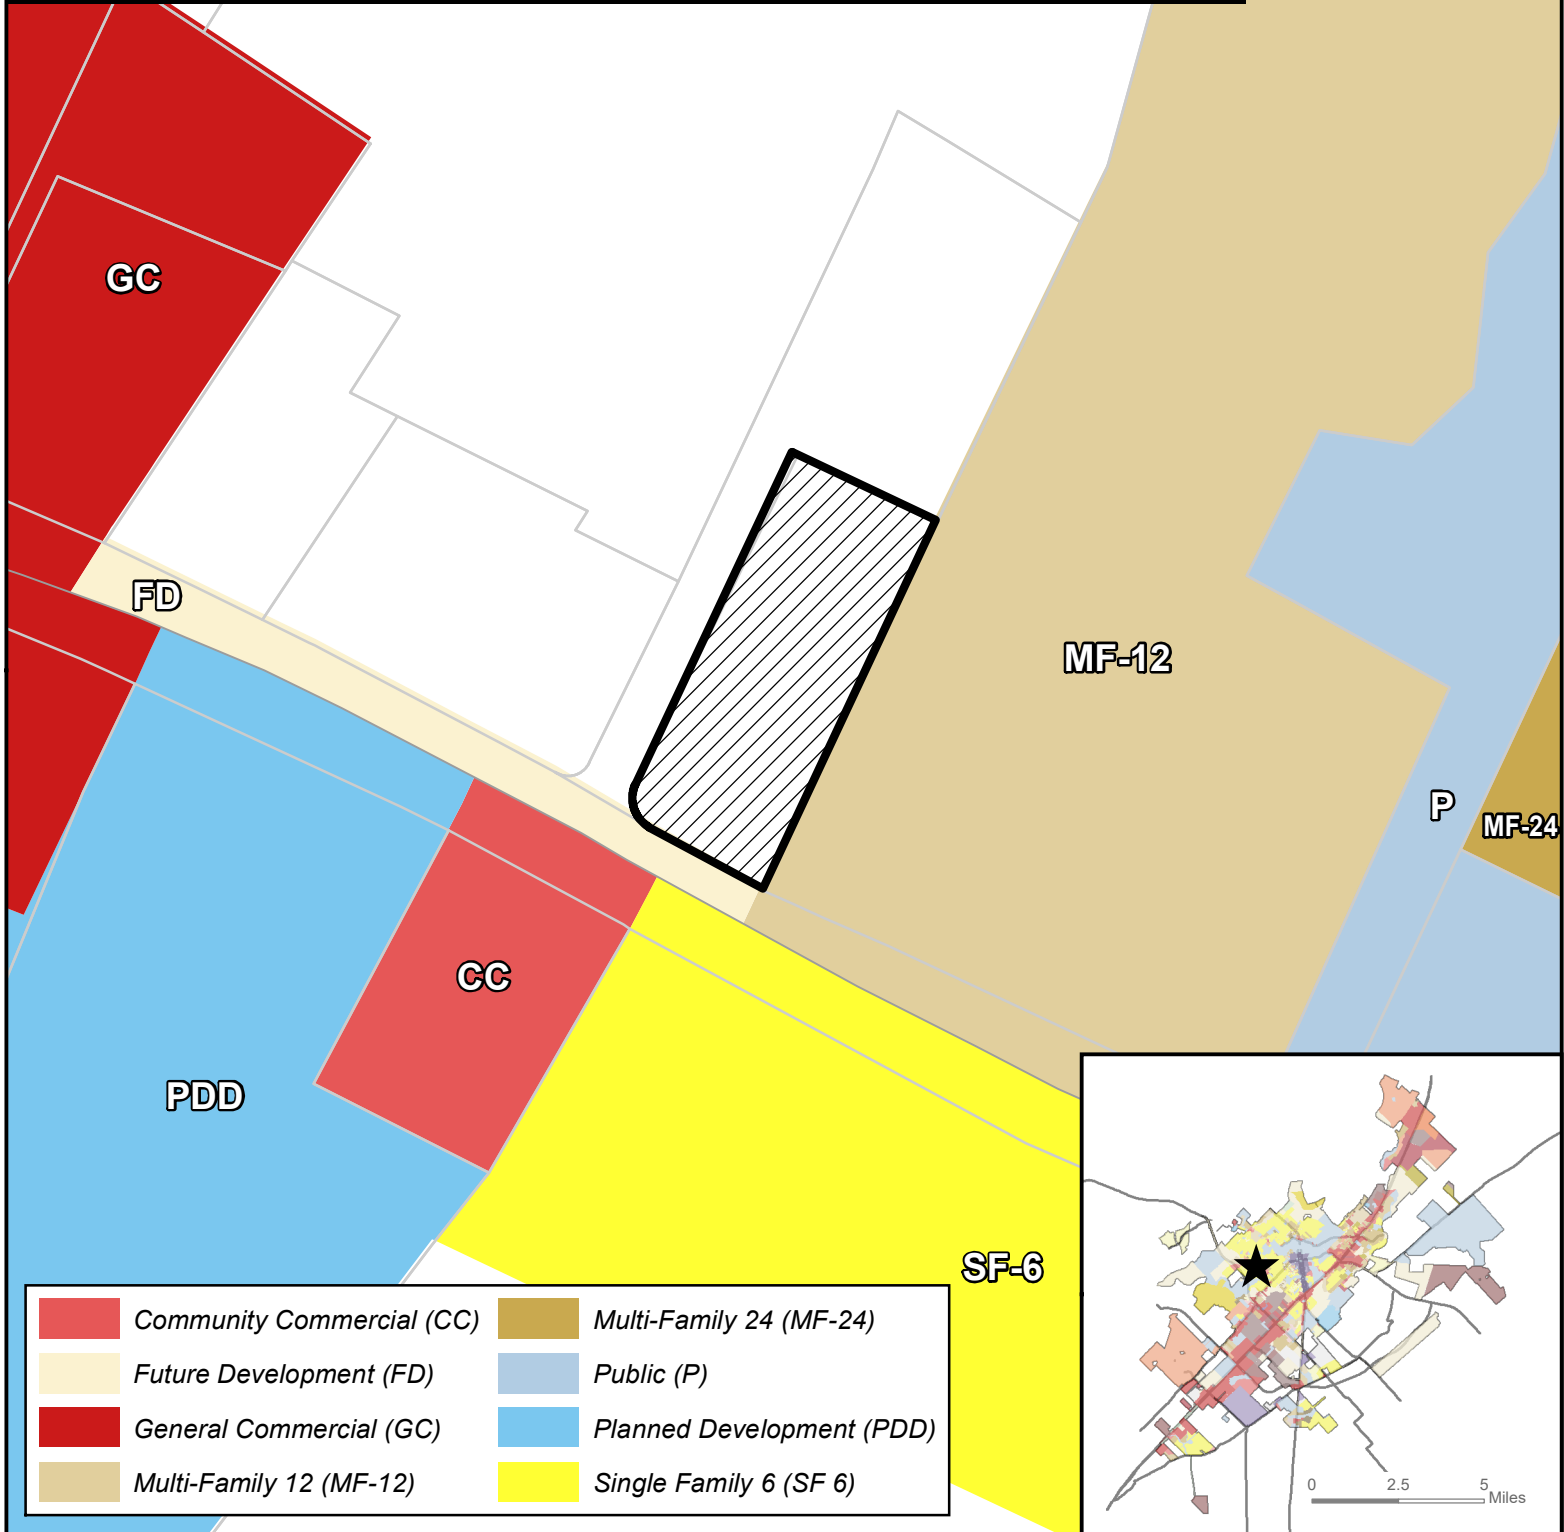 GC
FD
MF-12
P
MF-24
CC
PDD
SF-6
Community Commercial (CC)
Future Development (FD)
General Commercial (GC)
Multi-Family 12 (MF-12)
Multi-Family 24 (MF-24)
Public (P)
Planned Development (PDD)
Single Family 6 (SF 6)
0 2.5 5
Miles